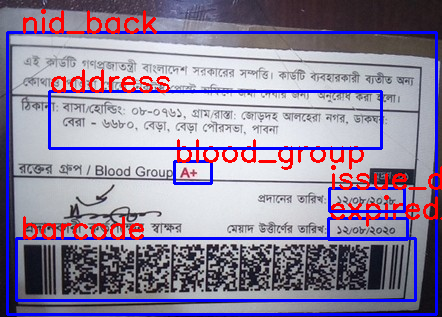 nid_back
এই কার্ডটি গণপ্রজাতন্ত্রী বাংলাদেশ সরকারের সম্পত্তি। কার্ডটি ব্যবহারকারী ব্যতীত অন্য
কোথাও জমা দেবার জন্য অনুরোধ করা হলো।
address
ঠিকানা: বাসা/হোল্ডিং: ০৮-০৭৬১, গ্রাম/রাস্তা: জোড়দহ আলহেরা নগর, ডাকঘর:
বেরা - ৬৬৮০, বেড়া, বেড়া পৌরসভা, পাবনা
blood_group
রক্তের গ্রুপ / Blood Group A+
issue_d
প্রদানের তারিখ: ১২/০৮/২০১৮
expired
স্বাক্ষর মেয়াদ উত্তীর্ণের তারিখ: ১২/০৮/২০২০
barcode